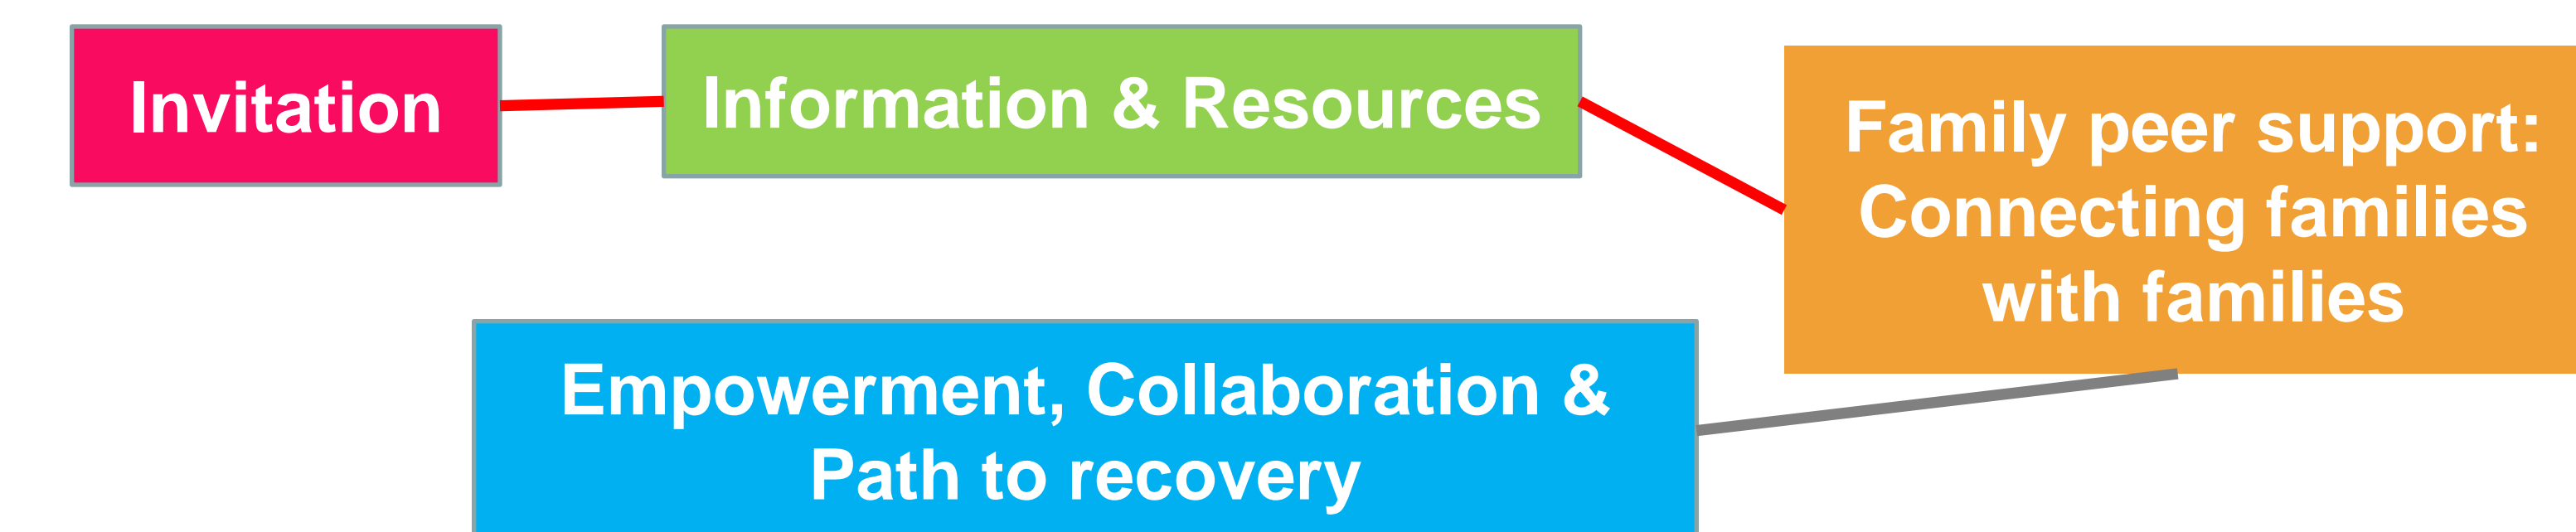 Invitation
Information & Resources
Family peer support:
Connecting families
with families
Empowerment, Collaboration &
Path to recovery